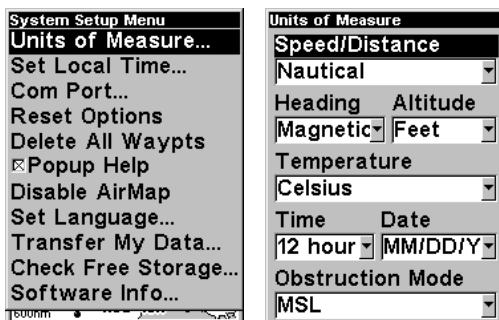 System Setup Menu
Units of Measure...
Set Local Time...
Com Port...
Reset Options
Delete All Waypts
Popup Help
Disable AirMap
Set Language...
Transfer My Data...
Check Free Storage...
Software Info...
600nm
Units of Measure
Speed/Distance
Nautical
Heading Altitude
Magnetic Feet
Temperature
Celsius
Time Date
12 hour MM/DD/Y
Obstruction Mode
MSL